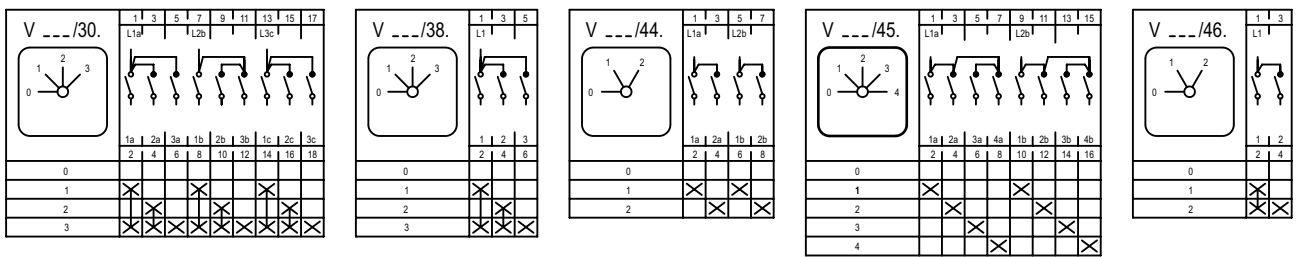 V ___/30.
1 3 5 7 9 11 13 15 17
L1a L2b L3c
0 1 2 3
1a 2a 3a 1b 2b 3b 1c 2c 3c
2 4 6 8 10 12 14 16 18
0
1
2
3
V ___/38.
1 3 5
L1
0 1 2 3
1 2 3
2 4 6
0
1
2
3
V ___/44.
1 3 5 7
L1a L2b
0 1 2
1a 2a 1b 2b
2 4 6 8
0
1
2
V ___/45.
1 3 5 7 9 11 13 15
L1a L2b
0 1 2 3 4
1a 2a 3a 4a 1b 2b 3b 4b
2 4 6 8 10 12 14 16
0
1
2
3
4
V ___/46.
1 3
L1
0 1 2
1 2
2 4
0
1
2